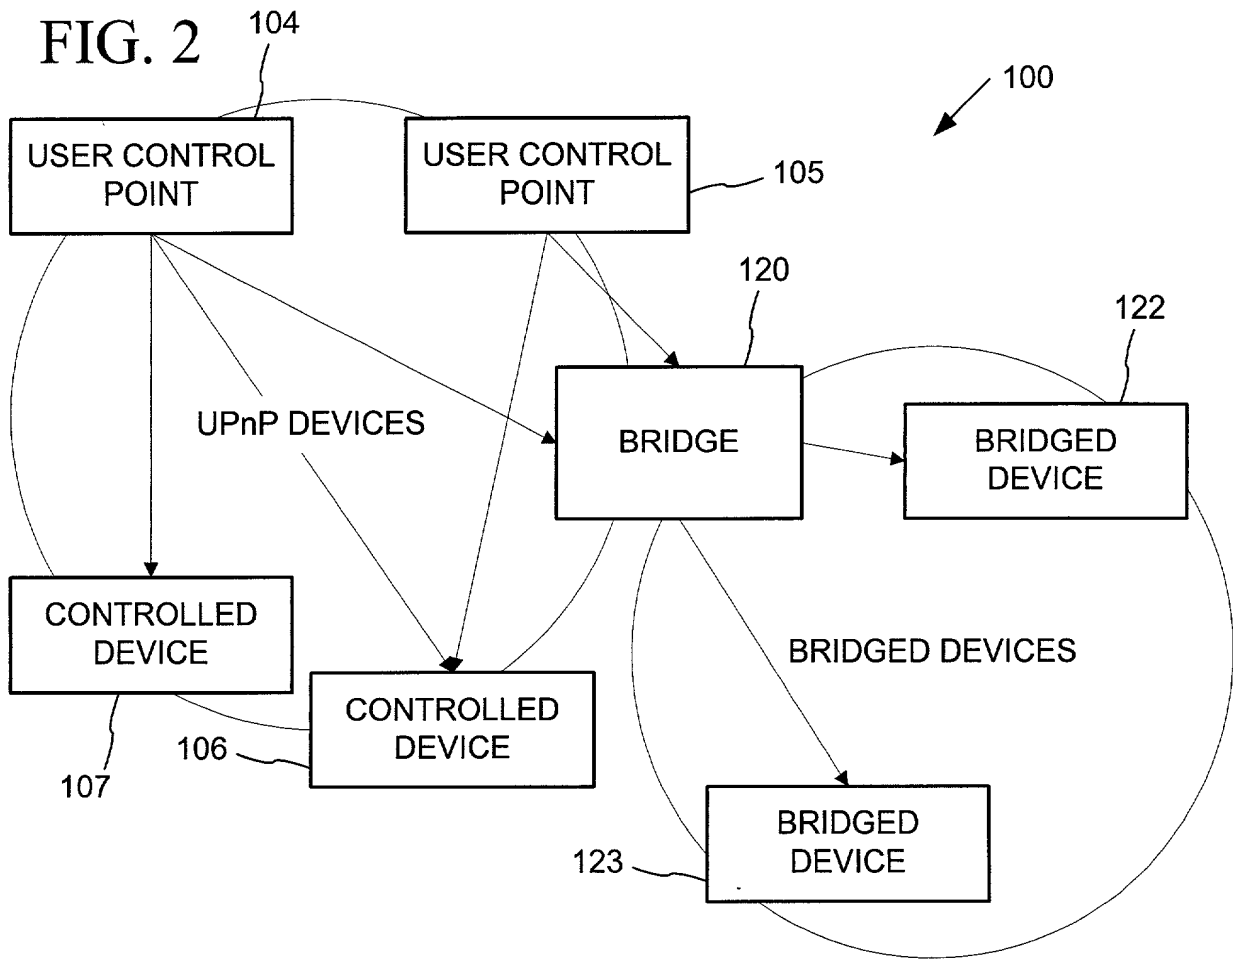 FIG. 2
104
100
USER CONTROL
POINT
USER CONTROL
POINT
105
120
122
UPnP DEVICES
BRIDGE
BRIDGED
DEVICE
CONTROLLED
DEVICE
BRIDGED DEVICES
CONTROLLED
DEVICE
106
107
BRIDGED
DEVICE
123